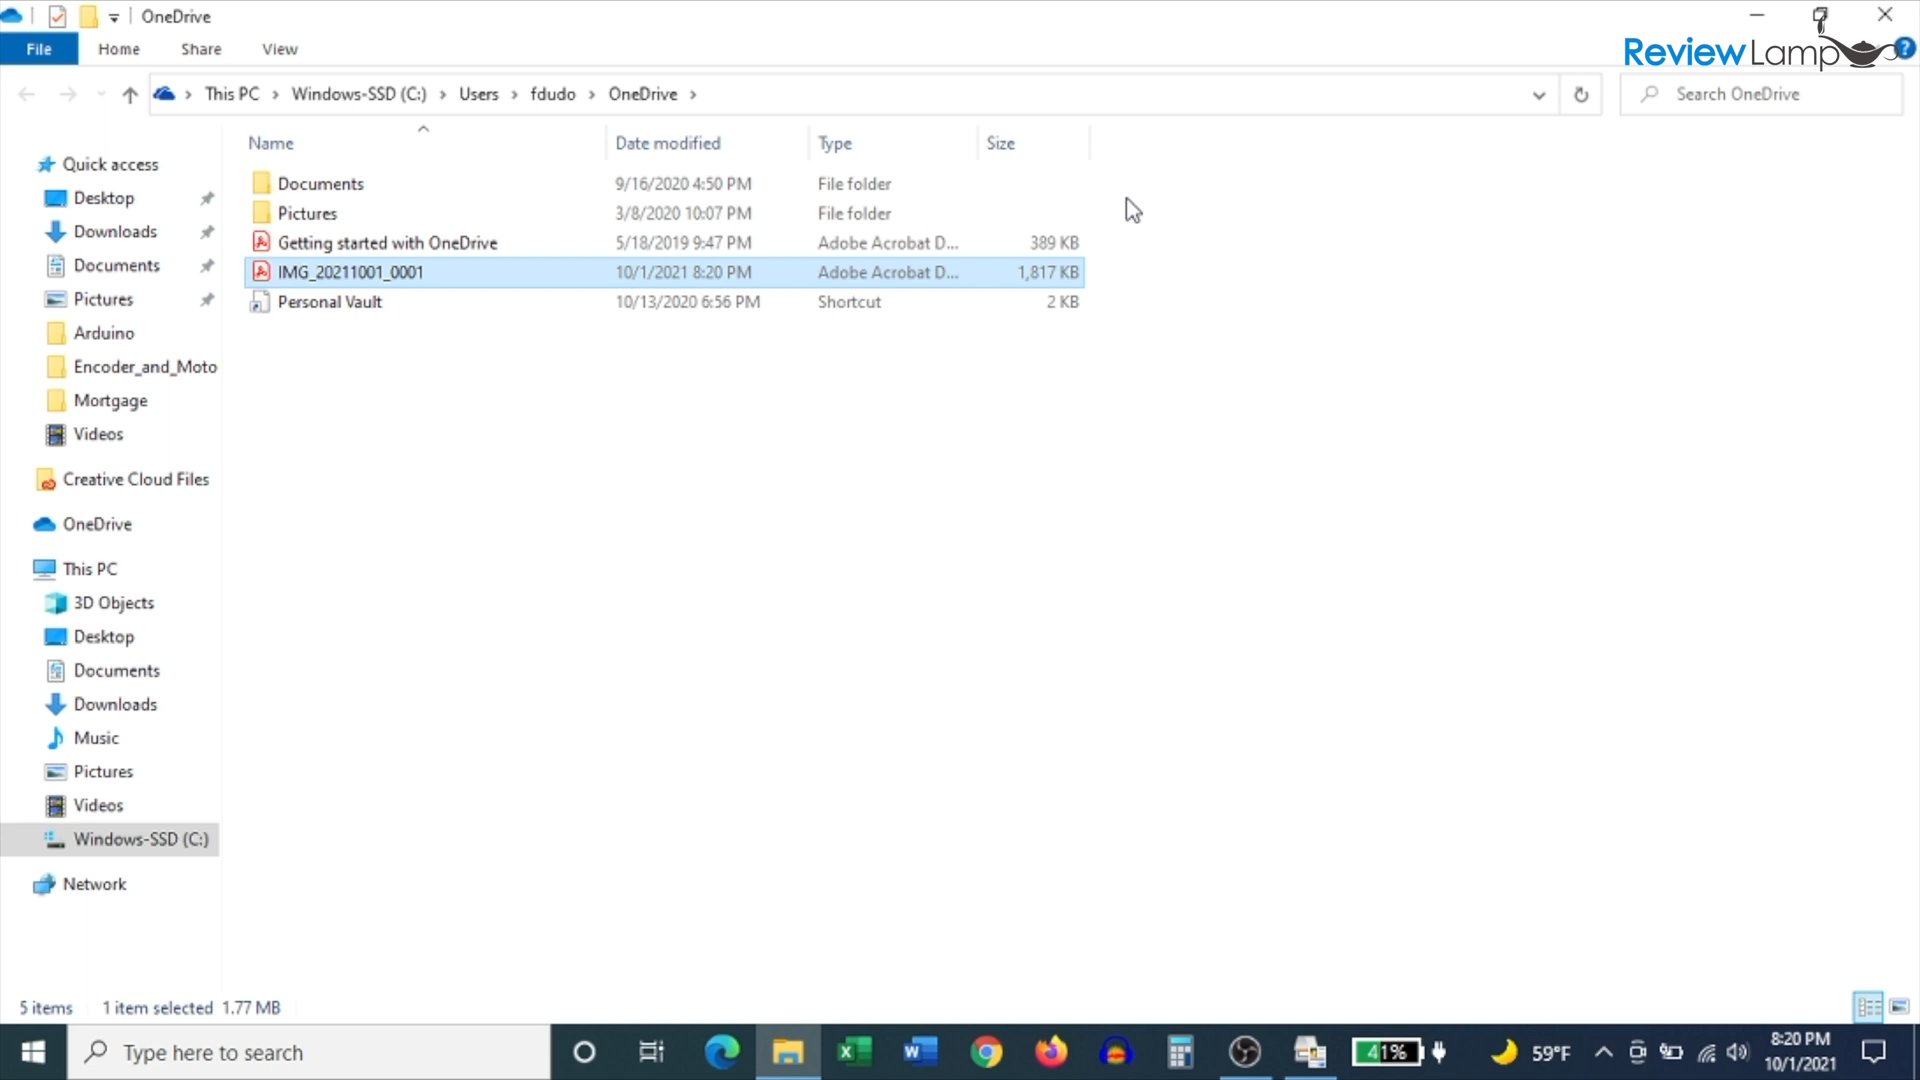 OneDrive
File Home Share View
ReviewLamp
This PC Windows-SSD (C:) Users fdudo OneDrive
Search OneDrive
Name Date modified Type Size
Documents 9/16/2020 4:50 PM File folder
Pictures 3/8/2020 10:07 PM File folder
Getting started with OneDrive 5/18/2019 9:47 PM Adobe Acrobat D... 389 KB
IMG_20211001_0001 10/1/2021 8:20 PM Adobe Acrobat D... 1,817 KB
Personal Vault 10/13/2020 6:56 PM Shortcut 2 KB
Quick access
Desktop
Downloads
Documents
Pictures
Arduino
Encoder_and_Moto
Mortgage
Videos
Creative Cloud Files
OneDrive
This PC
3D Objects
Desktop
Documents
Downloads
Music
Pictures
Videos
Windows-SSD (C:)
Network
5 items 1 item selected 1.77 MB
Type here to search
41%
59°F
8:20 PM
10/1/2021